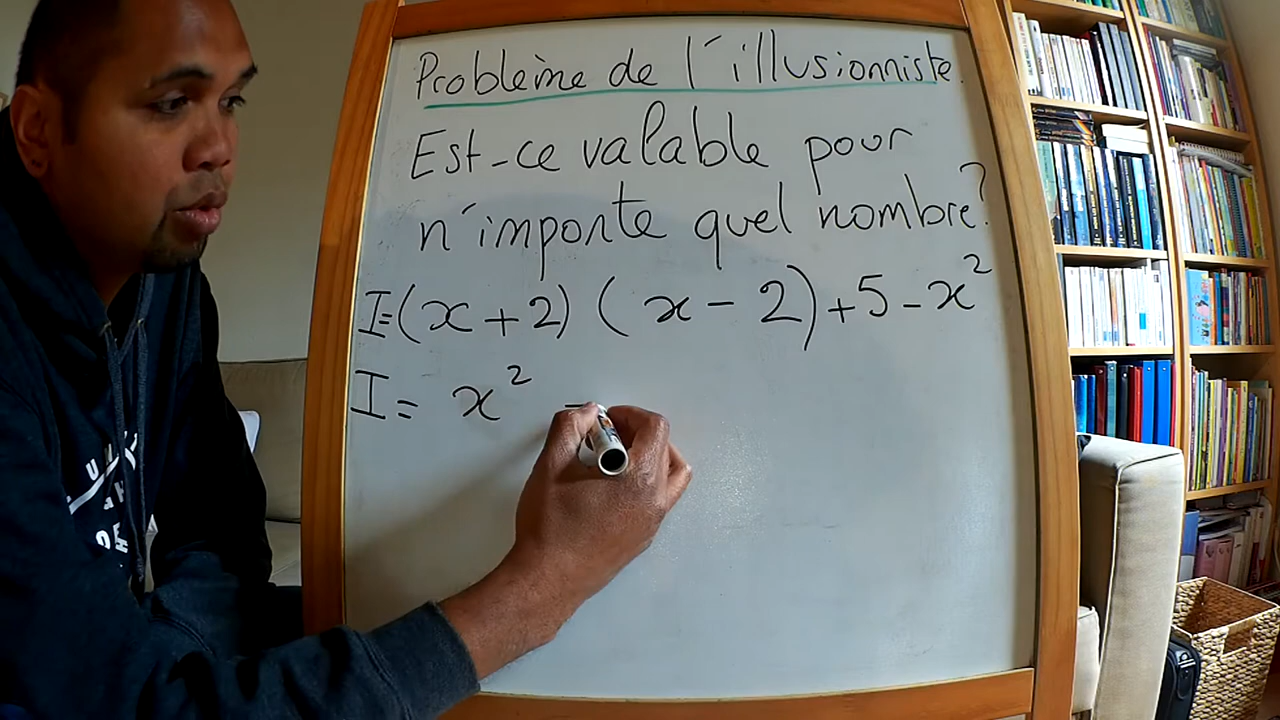 Problème de l'illusionniste.
Est-ce valable pour
n'importe quel nombre?
I=(x+2)(x-2)+5-x²
I= x² -